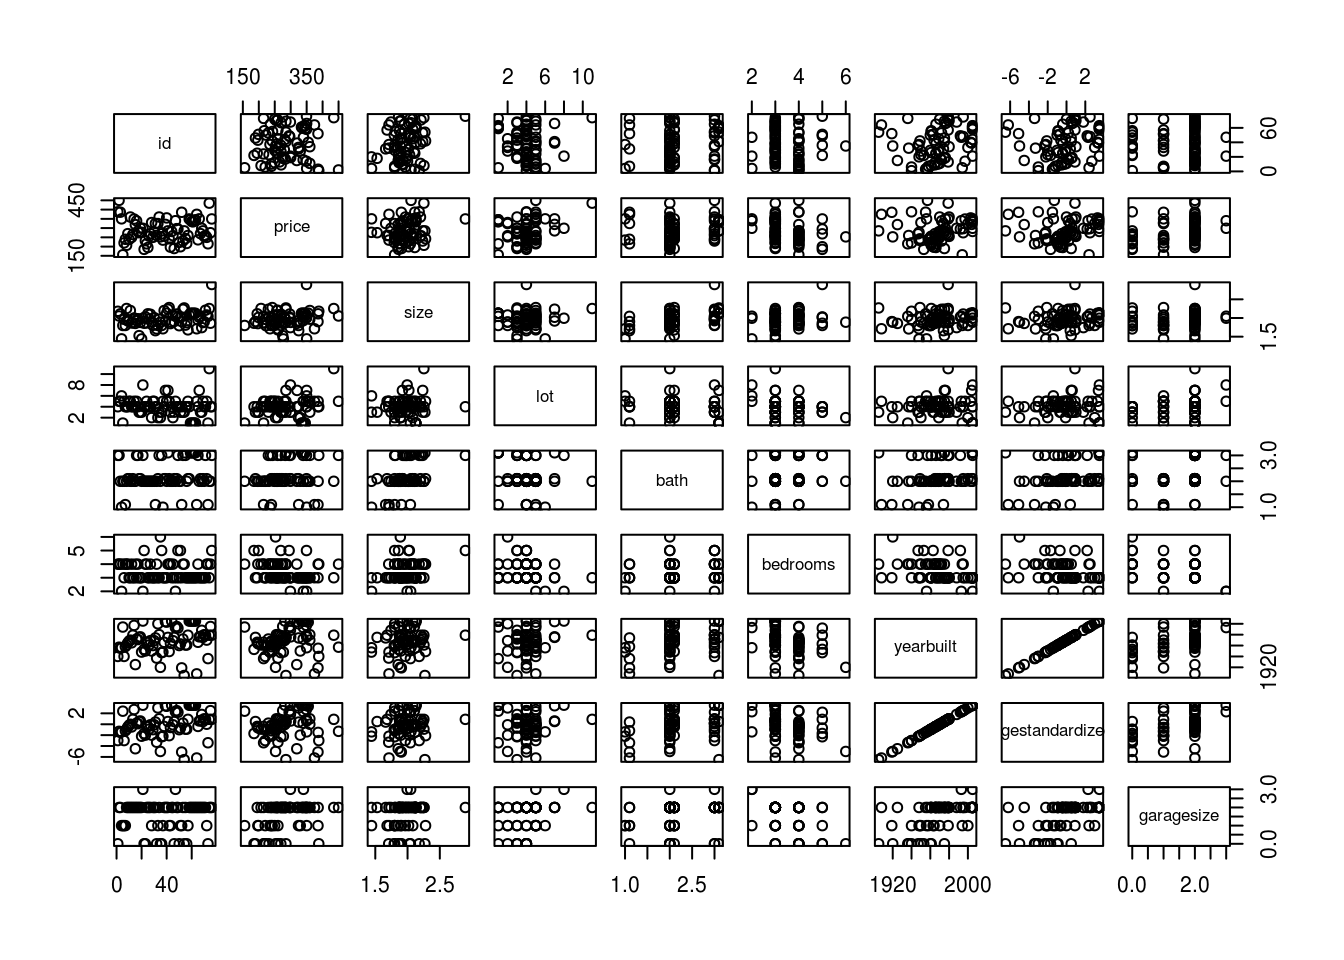 150 350 2 6 10 2 4 6 -6 -2 2
id 0 60
150 450 price
size 1.5
2 8 lot
bath 1.0 3.0
2 5 bedrooms
yearbuilt 1920
-6 2 gestandardize
garagesize 0.0 3.0
0 40 1.5 2.5 1.0 2.5 1920 2000 0.0 2.0